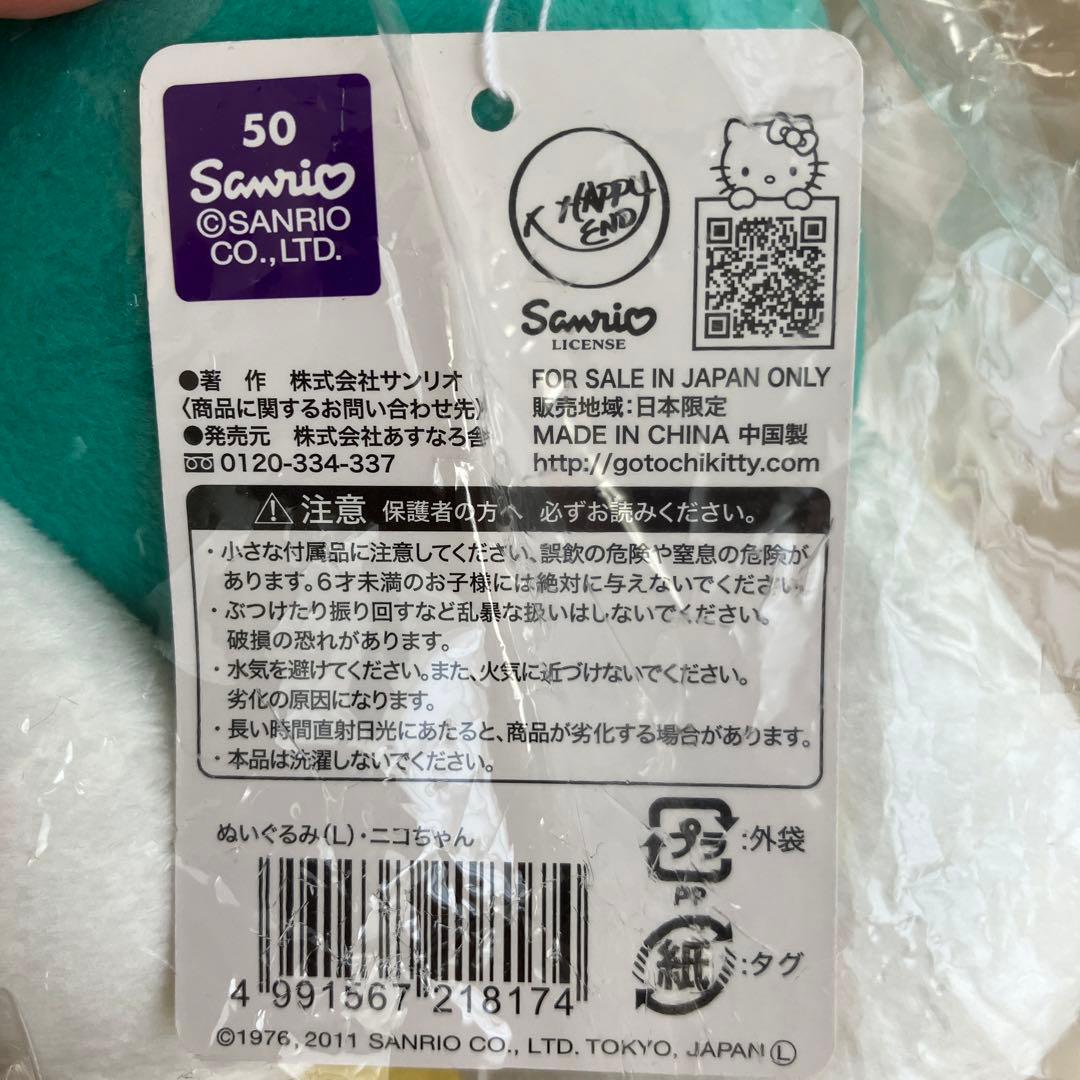 50
Sanrio
©SANRIO
CO.,LTD.
HAPPY
END
Sanrio
LICENSE
●著 作 株式会社サンリオ
〈商品に関するお問い合わせ先〉
●発売元 株式会社あすなろ舎
0120-334-337
FOR SALE IN JAPAN ONLY
販売地域:日本限定
MADE IN CHINA 中国製
http://gotochikitty.com
⚠注意 保護者の方へ 必ずお読みください。
・小さな付属品に注意してください、誤飲の危険や窒息の危険が
あります。6才未満のお子様には絶対に与えないでください。
・ぶつけたり振り回すなど乱暴な扱いはしないでください。
破損の恐れがあります。
・水気を避けてください。また、火気に近づけないでください。
劣化の原因になります。
・長い時間直射日光にあたると、商品が劣化する場合があります。
・本品は洗濯しないでください。
ぬいぐるみ(L)・ニコちゃん
プラ :外袋
PP
紙 :タグ
4 991567 218174
©1976, 2011 SANRIO CO., LTD. TOKYO, JAPAN Ⓛ